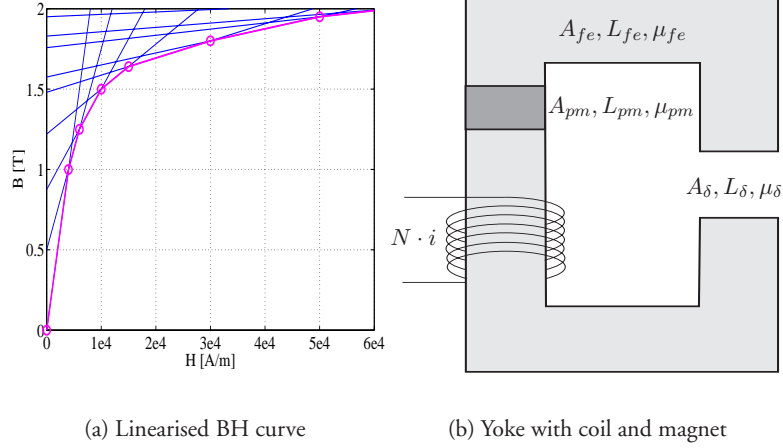 2
1.5
1
0.5
0
B [T]
0 1e4 2e4 3e4 4e4 5e4 6e4
H [A/m]
A_{fe}, L_{fe}, μ_{fe}
A_{pm}, L_{pm}, μ_{pm}
A_δ, L_δ, μ_δ
N · i
(a) Linearised BH curve
(b) Yoke with coil and magnet